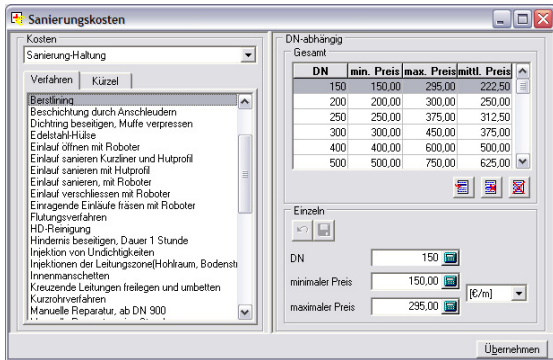 Sanierungskosten
Kosten
Sanierung-Haltung
Verfahren Kürzel
Berstlining
Beschichtung durch Anschleudern
Dichtring beseitigen, Muffe verpressen
Edelstahl-Hülse
Einlauf öffnen mit Roboter
Einlauf sanieren Kurzliner und Hutprofil
Einlauf sanieren mit Hutprofil
Einlauf sanieren, mit Roboter
Einlauf verschliessen mit Roboter
Einragende Einläufe fräsen mit Roboter
Flutungsverfahren
HD-Reinigung
Hindernis beseitigen, Dauer 1 Stunde
Injektion von Undichtigkeiten
Injektionen der Leitungszone(Hohlraum, Bodenst
Innenmanschetten
Kreuzende Leitungen freilegen und umbetten
Kurzrohrverfahren
Manuelle Reparatur, ab DN 900
DN-abhängig
Gesamt
DN min. Preis max. Preis mittl. Preis
150 150,00 295,00 222,50
200 200,00 300,00 250,00
250 250,00 375,00 312,50
300 300,00 450,00 375,00
400 400,00 600,00 500,00
500 500,00 750,00 625,00
Einzeln
DN 150
minimaler Preis 150,00
[€/m]
maximaler Preis 295,00
Übernehmen